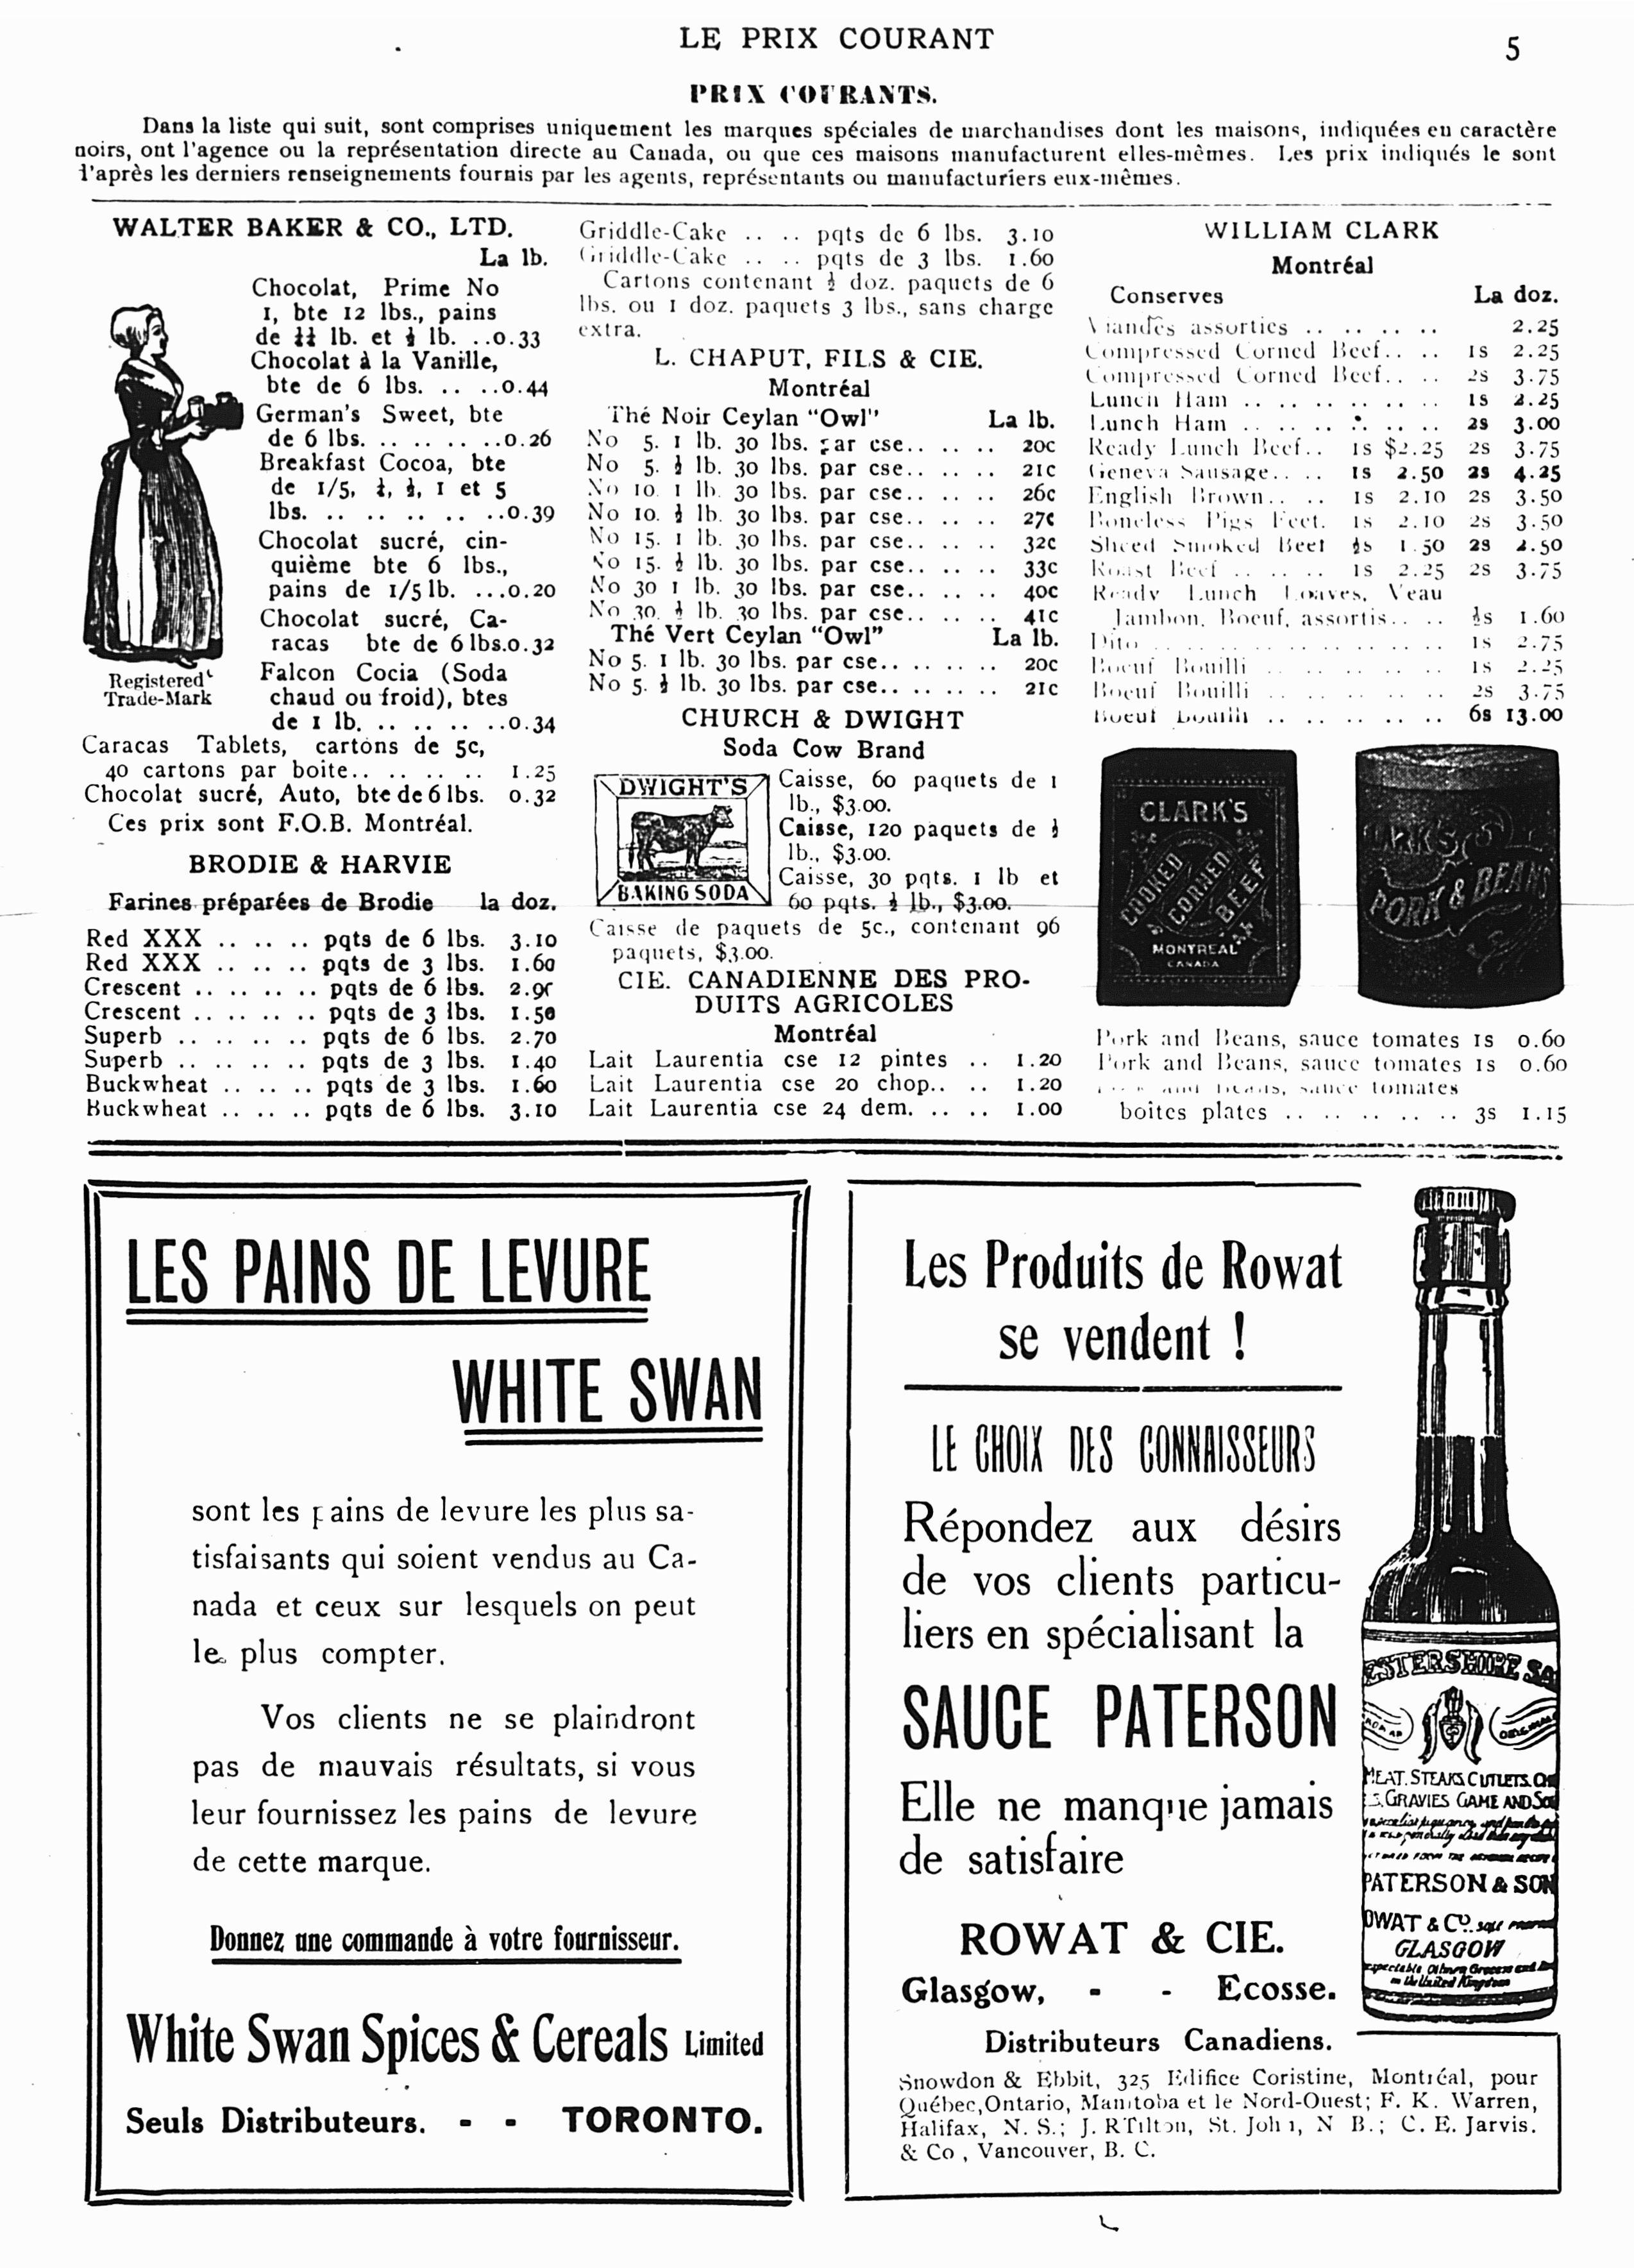 LE PRIX COURANT
5
PRIX COURANTS.
Dans la liste qui suit, sont comprises uniquement les marques spéciales de marchandises dont les maisons, indiquées en caractère
noirs, ont l'agence ou la représentation directe au Canada, ou que ces maisons manufacturent elles-mêmes. Les prix indiqués le sont
d'après les derniers renseignements fournis par les agents, représentants ou manufacturiers eux-mêmes.
WALTER BAKER & CO., LTD.
La lb.
Chocolat, Prime No
1, bte 12 lbs., pains
de lb. et lb. ..0.33
Chocolat à la Vanille,
bte de 6 lbs. .. ..0.44
German's Sweet, bte
de 6 lbs. .. .. .. ..0.26
Breakfast Cocoa, bte
de 1/5, ¼, ½, 1 et 5
lbs. .. .. .. .. ..0.39
Chocolat sucré, cin-
quième bte 6 lbs.,
pains de 1/5 lb. ...0.20
Chocolat sucré, Ca-
racas bte de 6 lbs.0.32
Falcon Cocia (Soda
chaud ou froid), btes
de 1 lb. .. .. .. ..0.34
Registered
Trade-Mark
Caracas Tablets, cartons de 5c,
40 cartons par boite.. .. .. .. 1.25
Chocolat sucré, Auto, bte de 6 lbs. 0.32
Ces prix sont F.O.B. Montréal.
BRODIE & HARVIE
Farines préparées de Brodie la doz.
Red XXX .. .. .. pqts de 6 lbs. 3.10
Red XXX .. .. .. pqts de 3 lbs. 1.60
Crescent .. .. .. .. pqts de 6 lbs.
Crescent .. .. .. .. pqts de 3 lbs. 1.50
Superb .. .. .. .. pqts de 6 lbs. 2.70
Superb .. .. .. .. pqts de 3 lbs. 1.40
Buckwheat .. .. .. pqts de 3 lbs. 1.60
Buckwheat .. .. .. pqts de 6 lbs. 3.10
Griddle-Cake .. .. pqts de 6 lbs. 3.10
Griddle-Cake .. .. pqts de 3 lbs. 1.60
Cartons contenant ½ doz. paquets de 6
lbs. ou 1 doz. paquets 3 lbs., sans charge
extra.
L. CHAPUT, FILS & CIE.
Montréal
Thé Noir Ceylan "Owl" La lb.
No 5. 1 lb. 30 lbs. par cse.. .. .. 20c
No 5. ½ lb. 30 lbs. par cse.. .. .. 21c
No 10. 1 lb. 30 lbs. par cse.. .. .. 26c
No 10. ½ lb. 30 lbs. par cse.. .. .. 27c
No 15. 1 lb. 30 lbs. par cse.. .. .. 32c
No 15. ½ lb. 30 lbs. par cse.. .. .. 33c
No 30 1 lb. 30 lbs. par cse.. .. .. 40c
No 30. ½ lb. 30 lbs. par cse.. .. .. 41c
Thé Vert Ceylan "Owl" La lb.
No 5. 1 lb. 30 lbs. par cse.. .. .. .. 20c
No 5. ½ lb. 30 lbs. par cse.. .. .. .. 21c
CHURCH & DWIGHT
Soda Cow Brand
DWIGHT'S
BAKING SODA
Caisse, 60 paquets de 1
lb., $3.00.
Caisse, 120 paquets de ½
lb., $3.00.
Caisse, 30 pqts. 1 lb et
60 pqts. ½ lb., $3.00.
Caisse de paquets de 5c., contenant 96
paquets, $3.00.
CIE. CANADIENNE DES PRO-
DUITS AGRICOLES
Montréal
Lait Laurentia cse 12 pintes .. 1.20
Lait Laurentia cse 20 chop.. .. 1.20
Lait Laurentia cse 24 dem. .. .. 1.00
WILLIAM CLARK
Montréal
Conserves La doz.
Viandes assorties .. .. .. .. 2.25
Compressed Corned Beef.. .. 1s 2.25
Compressed Corned Beef.. .. 2s 3.75
Lunch Ham .. .. .. .. .. .. 1s 2.25
Lunch Ham .. .. .. .. .. .. 2s 3.00
Ready Lunch Beef.. 1s $2.25 2s 3.75
Geneva Sausage.. .. 1s 2.50 2s 4.25
English Brown.. .. 1s 2.10 2s 3.50
Boneless Pigs Feet. 1s 2.10 2s 3.50
Sliced Smoked Beef ½s 1.50 2s 2.50
Roast Beef .. .. .. 1s 2.25 2s 3.75
Ready Lunch Loaves, Veau
Jambon, Boeuf, assortis.. .. ½s 1.60
Dito .. .. .. .. .. .. .. .. 1s 2.75
Boeuf Bouilli .. .. .. .. .. 1s 2.25
Boeuf Bouilli .. .. .. .. .. 2s 3.75
Boeuf Bouilli .. .. .. .. .. 6s 13.00
CLARK'S
COOKED
CORNED
BEEF
MONTREAL
CANADA
CLARK'S
PORK & BEANS
Pork and Beans, sauce tomates 1s 0.60
Pork and Beans, sauce tomates 1s 0.60
and Beans, sauce tomates
boites plates .. .. .. .. .. 3s 1.15
LES PAINS DE LEVURE
WHITE SWAN
sont les pains de levure les plus sa-
tisfaisants qui soient vendus au Ca-
nada et ceux sur lesquels on peut
le plus compter.
Vos clients ne se plaindront
pas de mauvais résultats, si vous
leur fournissez les pains de levure
de cette marque.
Donnez une commande à votre fournisseur.
White Swan Spices & Cereals Limited
Seuls Distributeurs. - - TORONTO.
Les Produits de Rowat
se vendent !
LE CHOIX DES CONNAISSEURS
Répondez aux désirs
de vos clients particu-
liers en spécialisant la
SAUCE PATERSON
Elle ne manque jamais
de satisfaire
ROWAT & CIE.
Glasgow, - - Ecosse.
Distributeurs Canadiens.
Snowdon & Ebbit, 325 Edifice Coristine, Montréal, pour
Québec, Ontario, Manitoba et le Nord-Ouest; F. K. Warren,
Halifax, N. S.; J. R Tilton, St. John, N B.; C. E. Jarvis.
& Co , Vancouver, B. C.
ESTERSHIRE SA
MEAT. STEAKS CUTLETS.
GRAVIES GAME AND
PATERSON & SON
OWAT & CO.
GLASGOW
in the United Kingdom